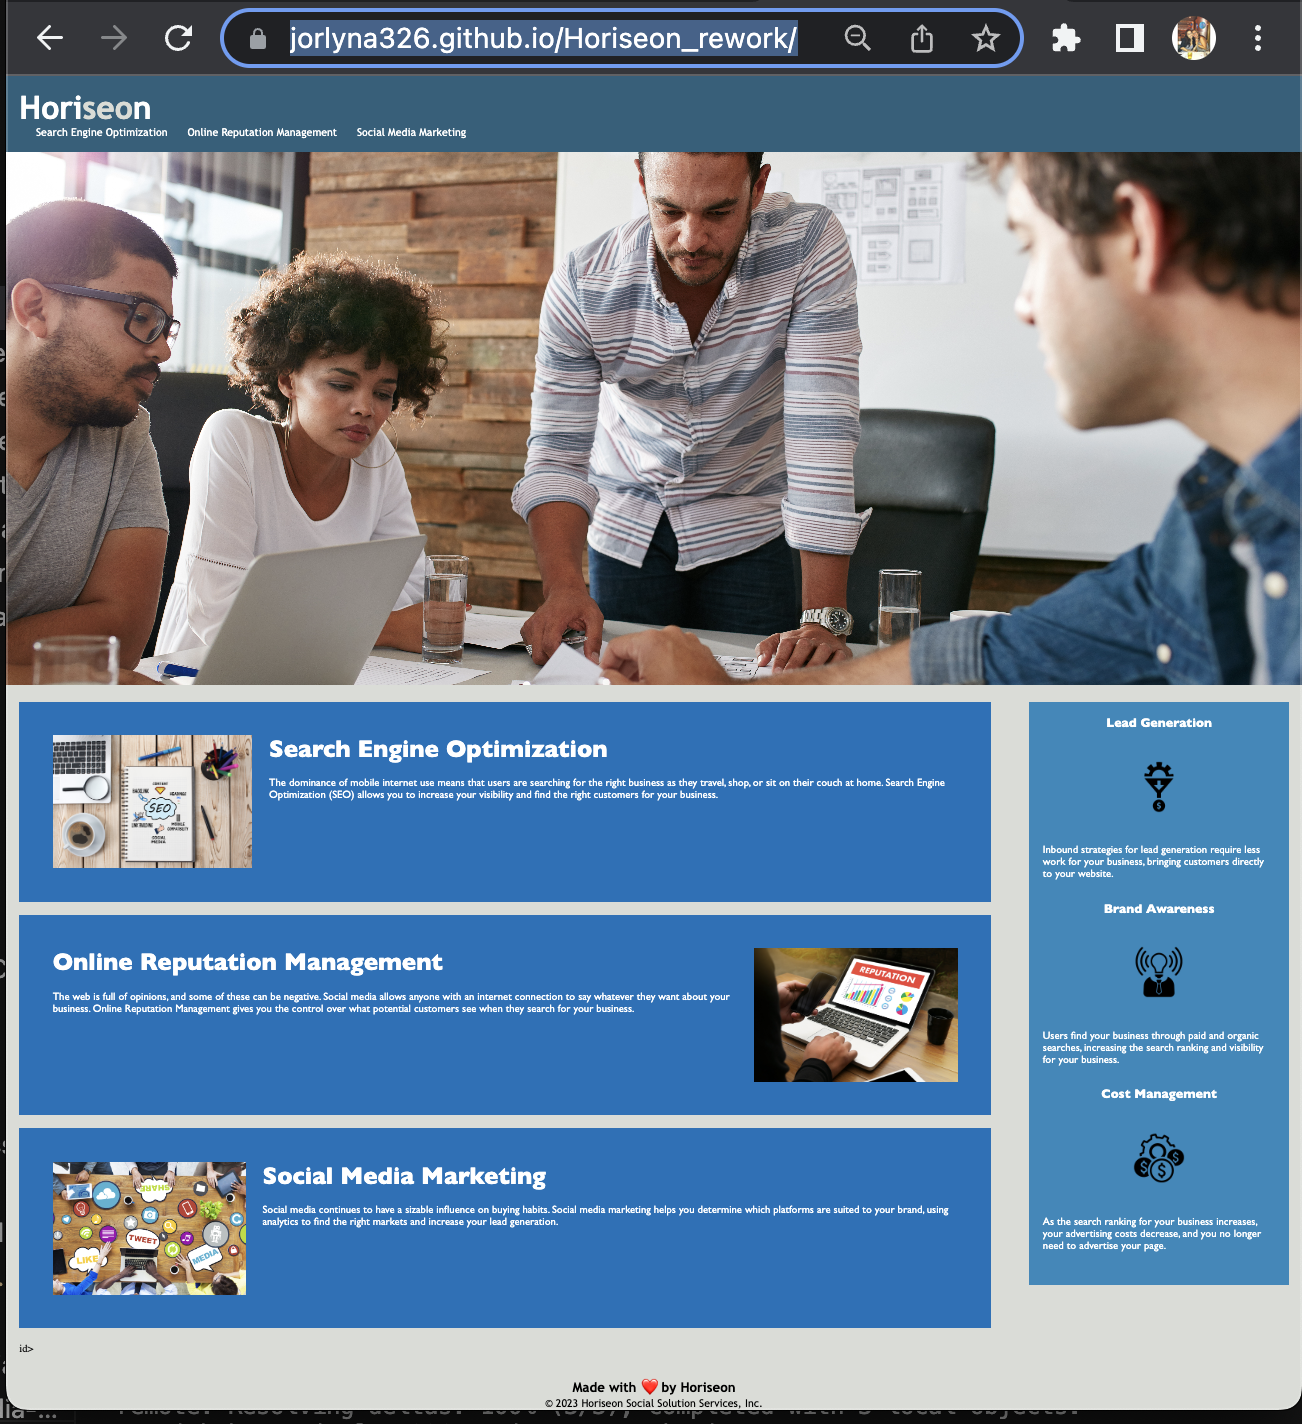 jorlyna326.github.io/Horiseon_rework/
Horiseon
Search Engine Optimization Online Reputation Management Social Media Marketing
Search Engine Optimization
The dominance of mobile internet use means that users are searching for the right business as they travel, shop, or sit on their couch at home. Search Engine
Optimization (SEO) allows you to increase your visibility and find the right customers for your business.
SEO
Online Reputation Management
The web is full of opinions, and some of these can be negative. Social media allows anyone with an internet connection to say whatever they want about your
business. Online Reputation Management gives you the control over what potential customers see when they search for your business.
REPUTATION
Social Media Marketing
Social media continues to have a sizable influence on buying habits. Social media marketing helps you determine which platforms are suited to your brand, using
analytics to find the right markets and increase your lead generation.
SHARE
TWEET
LIKE
MEDIA
Lead Generation
Inbound strategies for lead generation require less
work for your business, bringing customers directly
to your website.
Brand Awareness
Users find your business through paid and organic
searches, increasing the search ranking and visibility
for your business.
Cost Management
As the search ranking for your business increases,
your advertising costs decrease, and you no longer
need to advertise your page.
id>
Made with ❤️ by Horiseon
© 2023 Horiseon Social Solution Services, Inc.